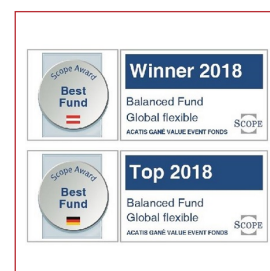 Scope Award
Best
Fund
Winner 2018
Balanced Fund
Global flexible
ACATIS GANÉ VALUE EVENT FONDS
SCOPE
Scope Award
Best
Fund
Top 2018
Balanced Fund
Global flexible
ACATIS GANÉ VALUE EVENT FONDS
SCOPE